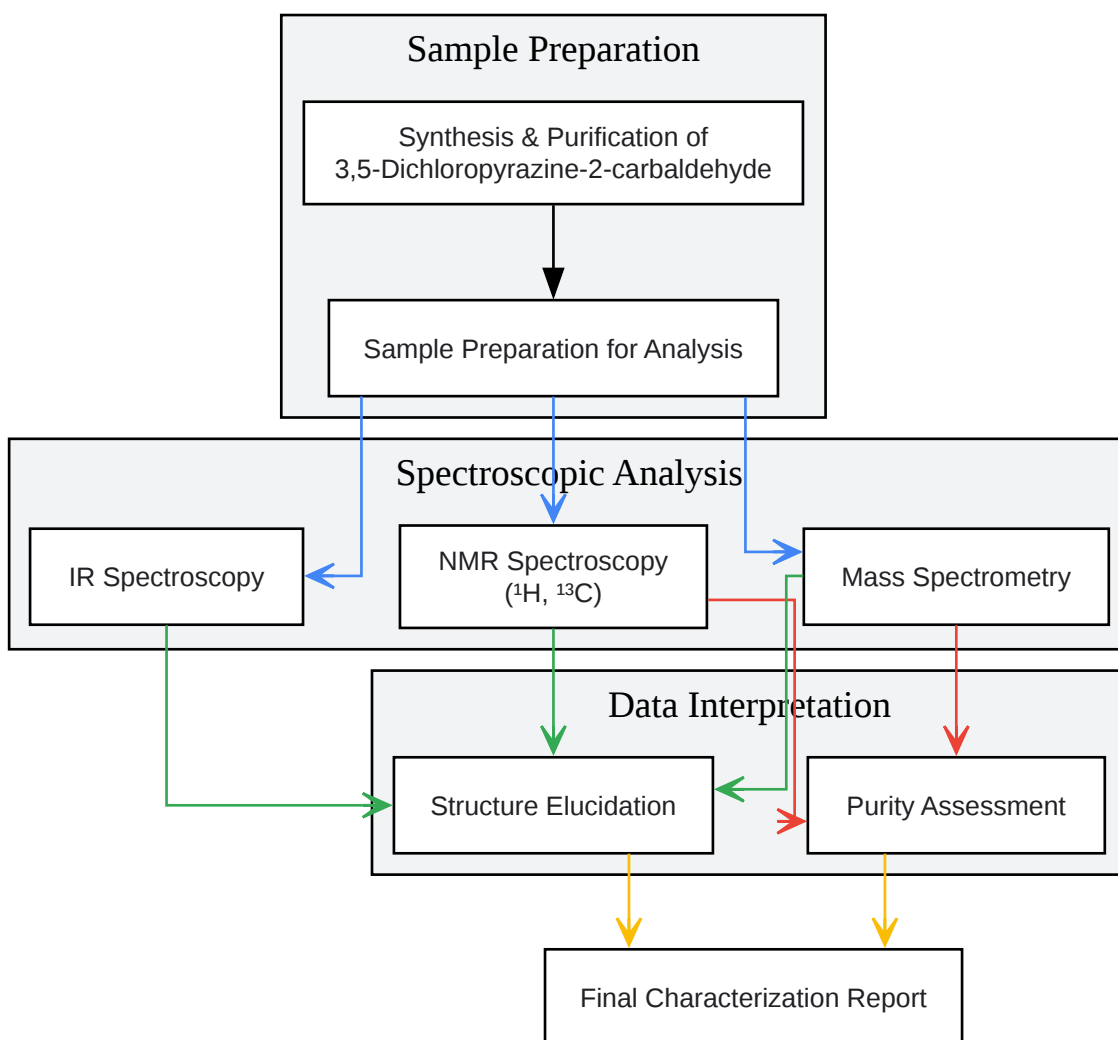 Sample Preparation
Synthesis & Purification of
3,5-Dichloropyrazine-2-carbaldehyde
Sample Preparation for Analysis
Spectroscopic Analysis
IR Spectroscopy
NMR Spectroscopy
(¹H, ¹³C)
Mass Spectrometry
Data Interpretation
Structure Elucidation
Purity Assessment
Final Characterization Report